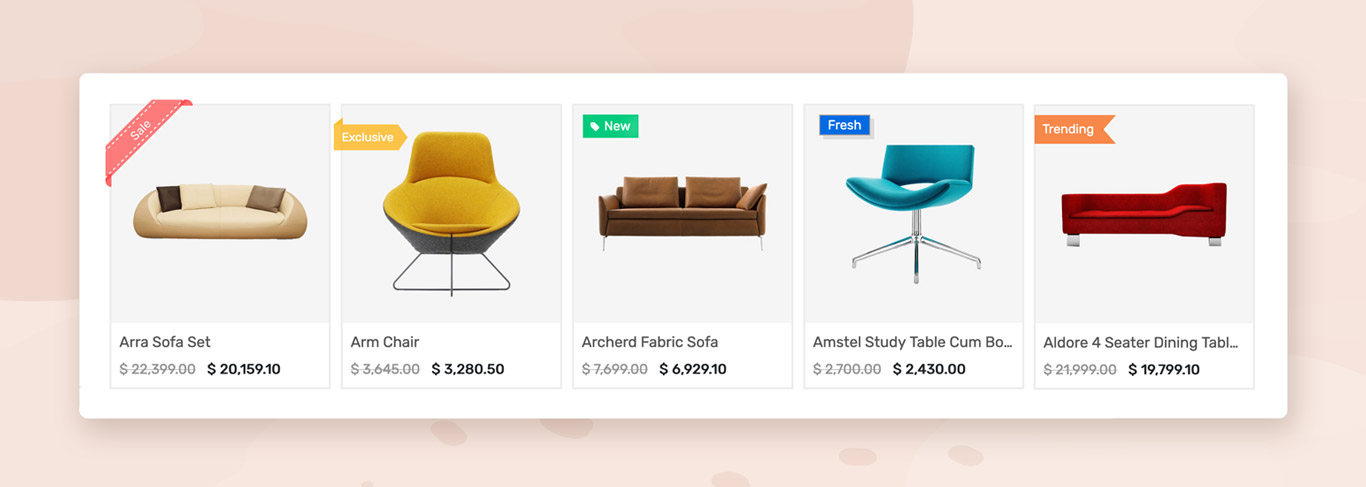 Sale
Exclusive
New
Fresh
Trending
Arra Sofa Set
$ 22,399.00 $ 20,159.10
Arm Chair
$ 3,645.00 $ 3,280.50
Archerd Fabric Sofa
$ 7,699.00 $ 6,929.10
Amstel Study Table Cum Bo...
$ 2,700.00 $ 2,430.00
Aldore 4 Seater Dining Tabl...
$ 21,999.00 $ 19,799.10